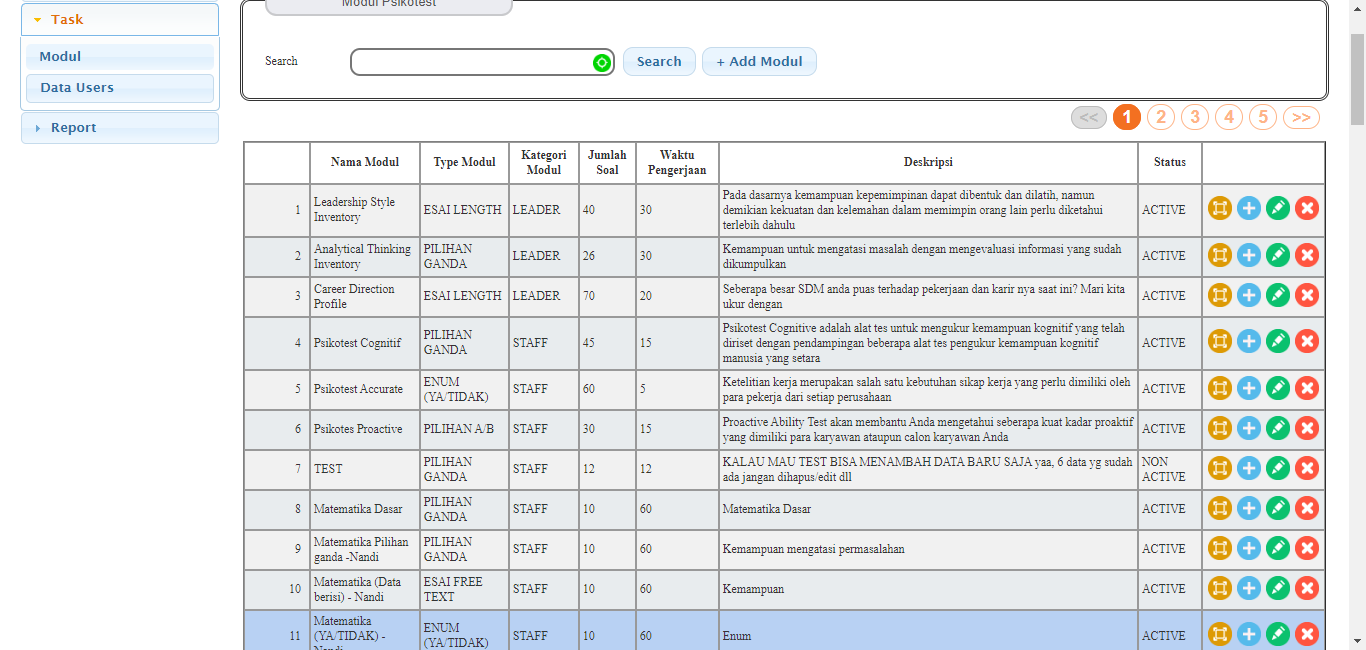 Modul Psikotest
Task
Modul
Data Users
Report
Search
Search
+ Add Modul
<< 1 2 3 4 5 >>
Nama Modul Type Modul Kategori Modul Jumlah Soal Waktu Pengerjaan Deskripsi Status
1 Leadership Style Inventory ESAI LENGTH LEADER 40 30 Pada dasarnya kemampuan kepemimpinan dapat dibentuk dan dilatih, namun demikian kekuatan dan kelemahan dalam memimpin orang lain perlu diketahui terlebih dahulu ACTIVE
2 Analytical Thinking Inventory PILIHAN GANDA LEADER 26 30 Kemampuan untuk mengatasi masalah dengan mengevaluasi informasi yang sudah dikumpulkan ACTIVE
3 Career Direction Profile ESAI LENGTH LEADER 70 20 Seberapa besar SDM anda puas terhadap pekerjaan dan karir nya saat ini? Mari kita ukur dengan ACTIVE
4 Psikotest Cognitif PILIHAN GANDA STAFF 45 15 Psikotest Cognitive adalah alat tes untuk mengukur kemampuan kognitif yang telah diriset dengan pendampingan beberapa alat tes pengukur kemampuan kognitif manusia yang setara ACTIVE
5 Psikotest Accurate ENUM (YA/TIDAK) STAFF 60 5 Ketelitian kerja merupakan salah satu kebutuhan sikap kerja yang perlu dimiliki oleh para pekerja dari setiap perusahaan ACTIVE
6 Psikotes Proactive PILIHAN A/B STAFF 30 15 Proactive Ability Test akan membantu Anda mengetahui seberapa kuat kadar proaktif yang dimiliki para karyawan ataupun calon karyawan Anda ACTIVE
7 TEST PILIHAN GANDA STAFF 12 12 KALAU MAU TEST BISA MENAMBAH DATA BARU SAJA yaa, 6 data yg sudah ada jangan dihapus/edit dll NON ACTIVE
8 Matematika Dasar PILIHAN GANDA STAFF 10 60 Matematika Dasar ACTIVE
9 Matematika Pilihan ganda -Nandi PILIHAN GANDA STAFF 10 60 Kemampuan mengatasi permasalahan ACTIVE
10 Matematika (Data berisi) - Nandi ESAI FREE TEXT STAFF 10 60 Kemampuan ACTIVE
11 Matematika (YA/TIDAK) - Nandi ENUM (YA/TIDAK) STAFF 10 60 Enum ACTIVE